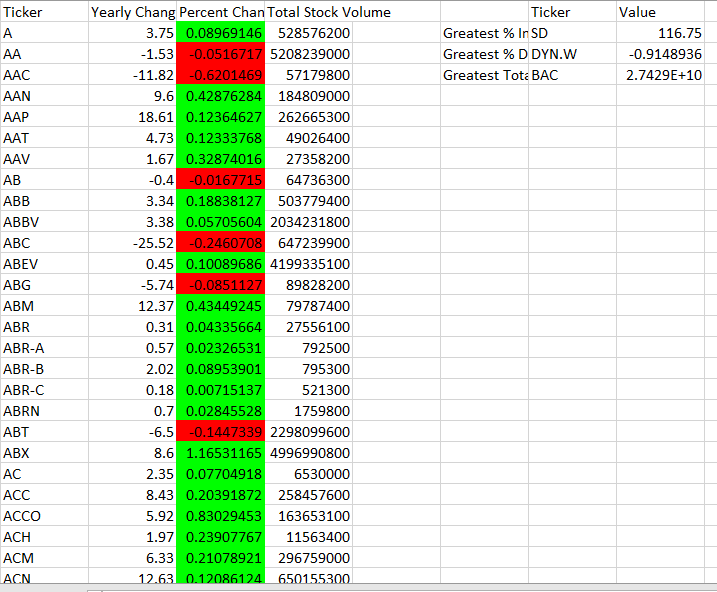 Ticker Yearly Chang Percent Chan Total Stock Volume Ticker Value
A 3.75 0.08969146 528576200 Greatest % In SD 116.75
AA -1.53 -0.0516717 5208239000 Greatest % D DYN.W -0.9148936
AAC -11.82 -0.6201469 57179800 Greatest Tota BAC 2.7429E+10
AAN 9.6 0.42876284 184809000
AAP 18.61 0.12364627 262665300
AAT 4.73 0.12333768 49026400
AAV 1.67 0.32874016 27358200
AB -0.4 -0.0167715 64736300
ABB 3.34 0.18838127 503779400
ABBV 3.38 0.05705604 2034231800
ABC -25.52 -0.2460708 647239900
ABEV 0.45 0.10089686 4199335100
ABG -5.74 -0.0851127 89828200
ABM 12.37 0.43449245 79787400
ABR 0.31 0.04335664 27556100
ABR-A 0.57 0.02326531 792500
ABR-B 2.02 0.08953901 795300
ABR-C 0.18 0.00715137 521300
ABRN 0.7 0.02845528 1759800
ABT -6.5 -0.1447339 2298099600
ABX 8.6 1.16531165 4996990800
AC 2.35 0.07704918 6530000
ACC 8.43 0.20391872 258457600
ACCO 5.92 0.83029453 163653100
ACH 1.97 0.23907767 11563400
ACM 6.33 0.21078921 296759000
ACN 12.63 0.12086124 650155300